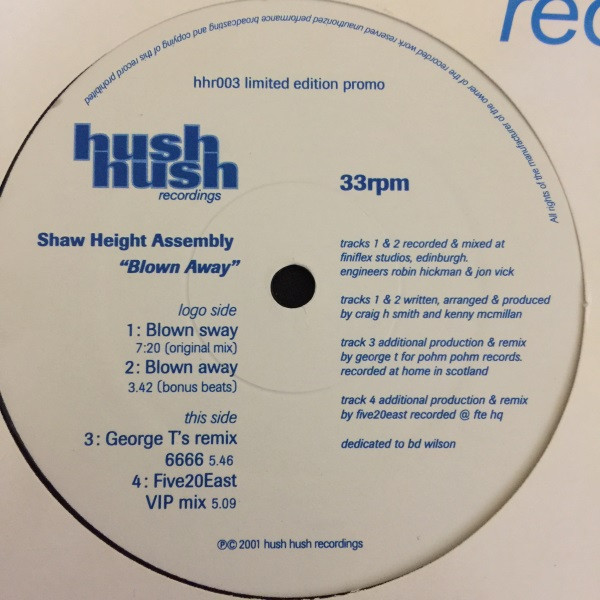 rec
All rights of the manufacturer of the owner of the recorded work reserved unauthorized performance broadcasting and copying of this record prohibited
hhr003 limited edition promo
hush
hush
recordings
33rpm
Shaw Height Assembly
"Blown Away"
logo side
1: Blown sway
7:20 (original mix)
2: Blown away
3.42 (bonus beats)
this side
3: George T's remix
6666 5.46
4: Five20East
VIP mix 5.09
tracks 1 & 2 recorded & mixed at
finiflex studios, edinburgh.
engineers robin hickman & jon vick
tracks 1 & 2 written, arranged & produced
by craig h smith and kenny mcmillan
track 3 additional production & remix
by george t for pohm pohm records.
recorded at home in scotland
track 4 additional production & remix
by five20east recorded @ fte hq
dedicated to bd wilson
℗© 2001 hush hush recordings